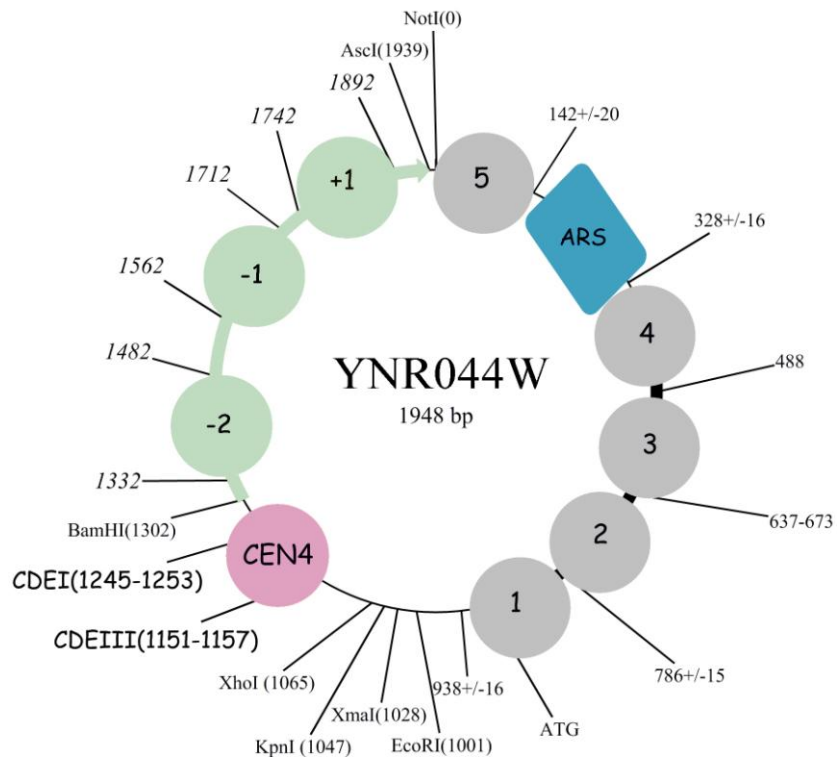 NotI(0)
AscI(1939)
1892
1742
1712
1562
1482
1332
BamHI(1302)
CDEI(1245-1253)
CDEIII(1151-1157)
XhoI (1065)
KpnI (1047)
XmaI(1028)
EcoRI(1001)
938+/-16
ATG
786+/-15
637-673
488
328+/-16
142+/-20
+1
-1
-2
CEN4
5
ARS
4
3
2
1
YNR044W
1948 bp